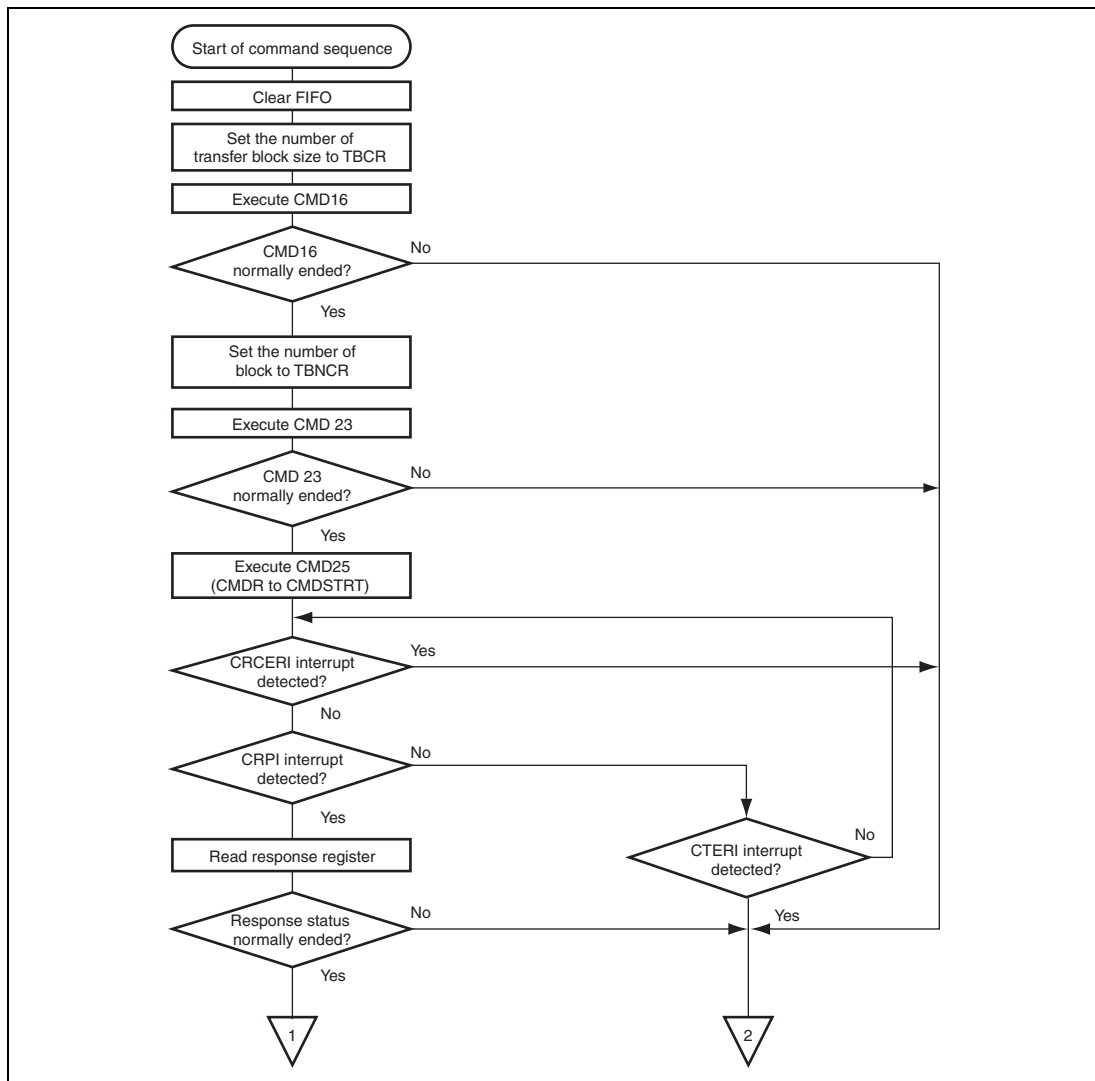 Start of command sequence
Clear FIFO
Set the number of
transfer block size to TBCR
Execute CMD16
CMD16
normally ended?
No
Yes
Set the number of
block to TBNCR
Execute CMD 23
CMD 23
normally ended?
No
Yes
Execute CMD25
(CMDR to CMDSTRT)
CRCERI interrupt
detected?
Yes
No
CRPI interrupt
detected?
No
Yes
Read response register
CTERI interrupt
detected?
No
Yes
Response status
normally ended?
No
Yes
1
2